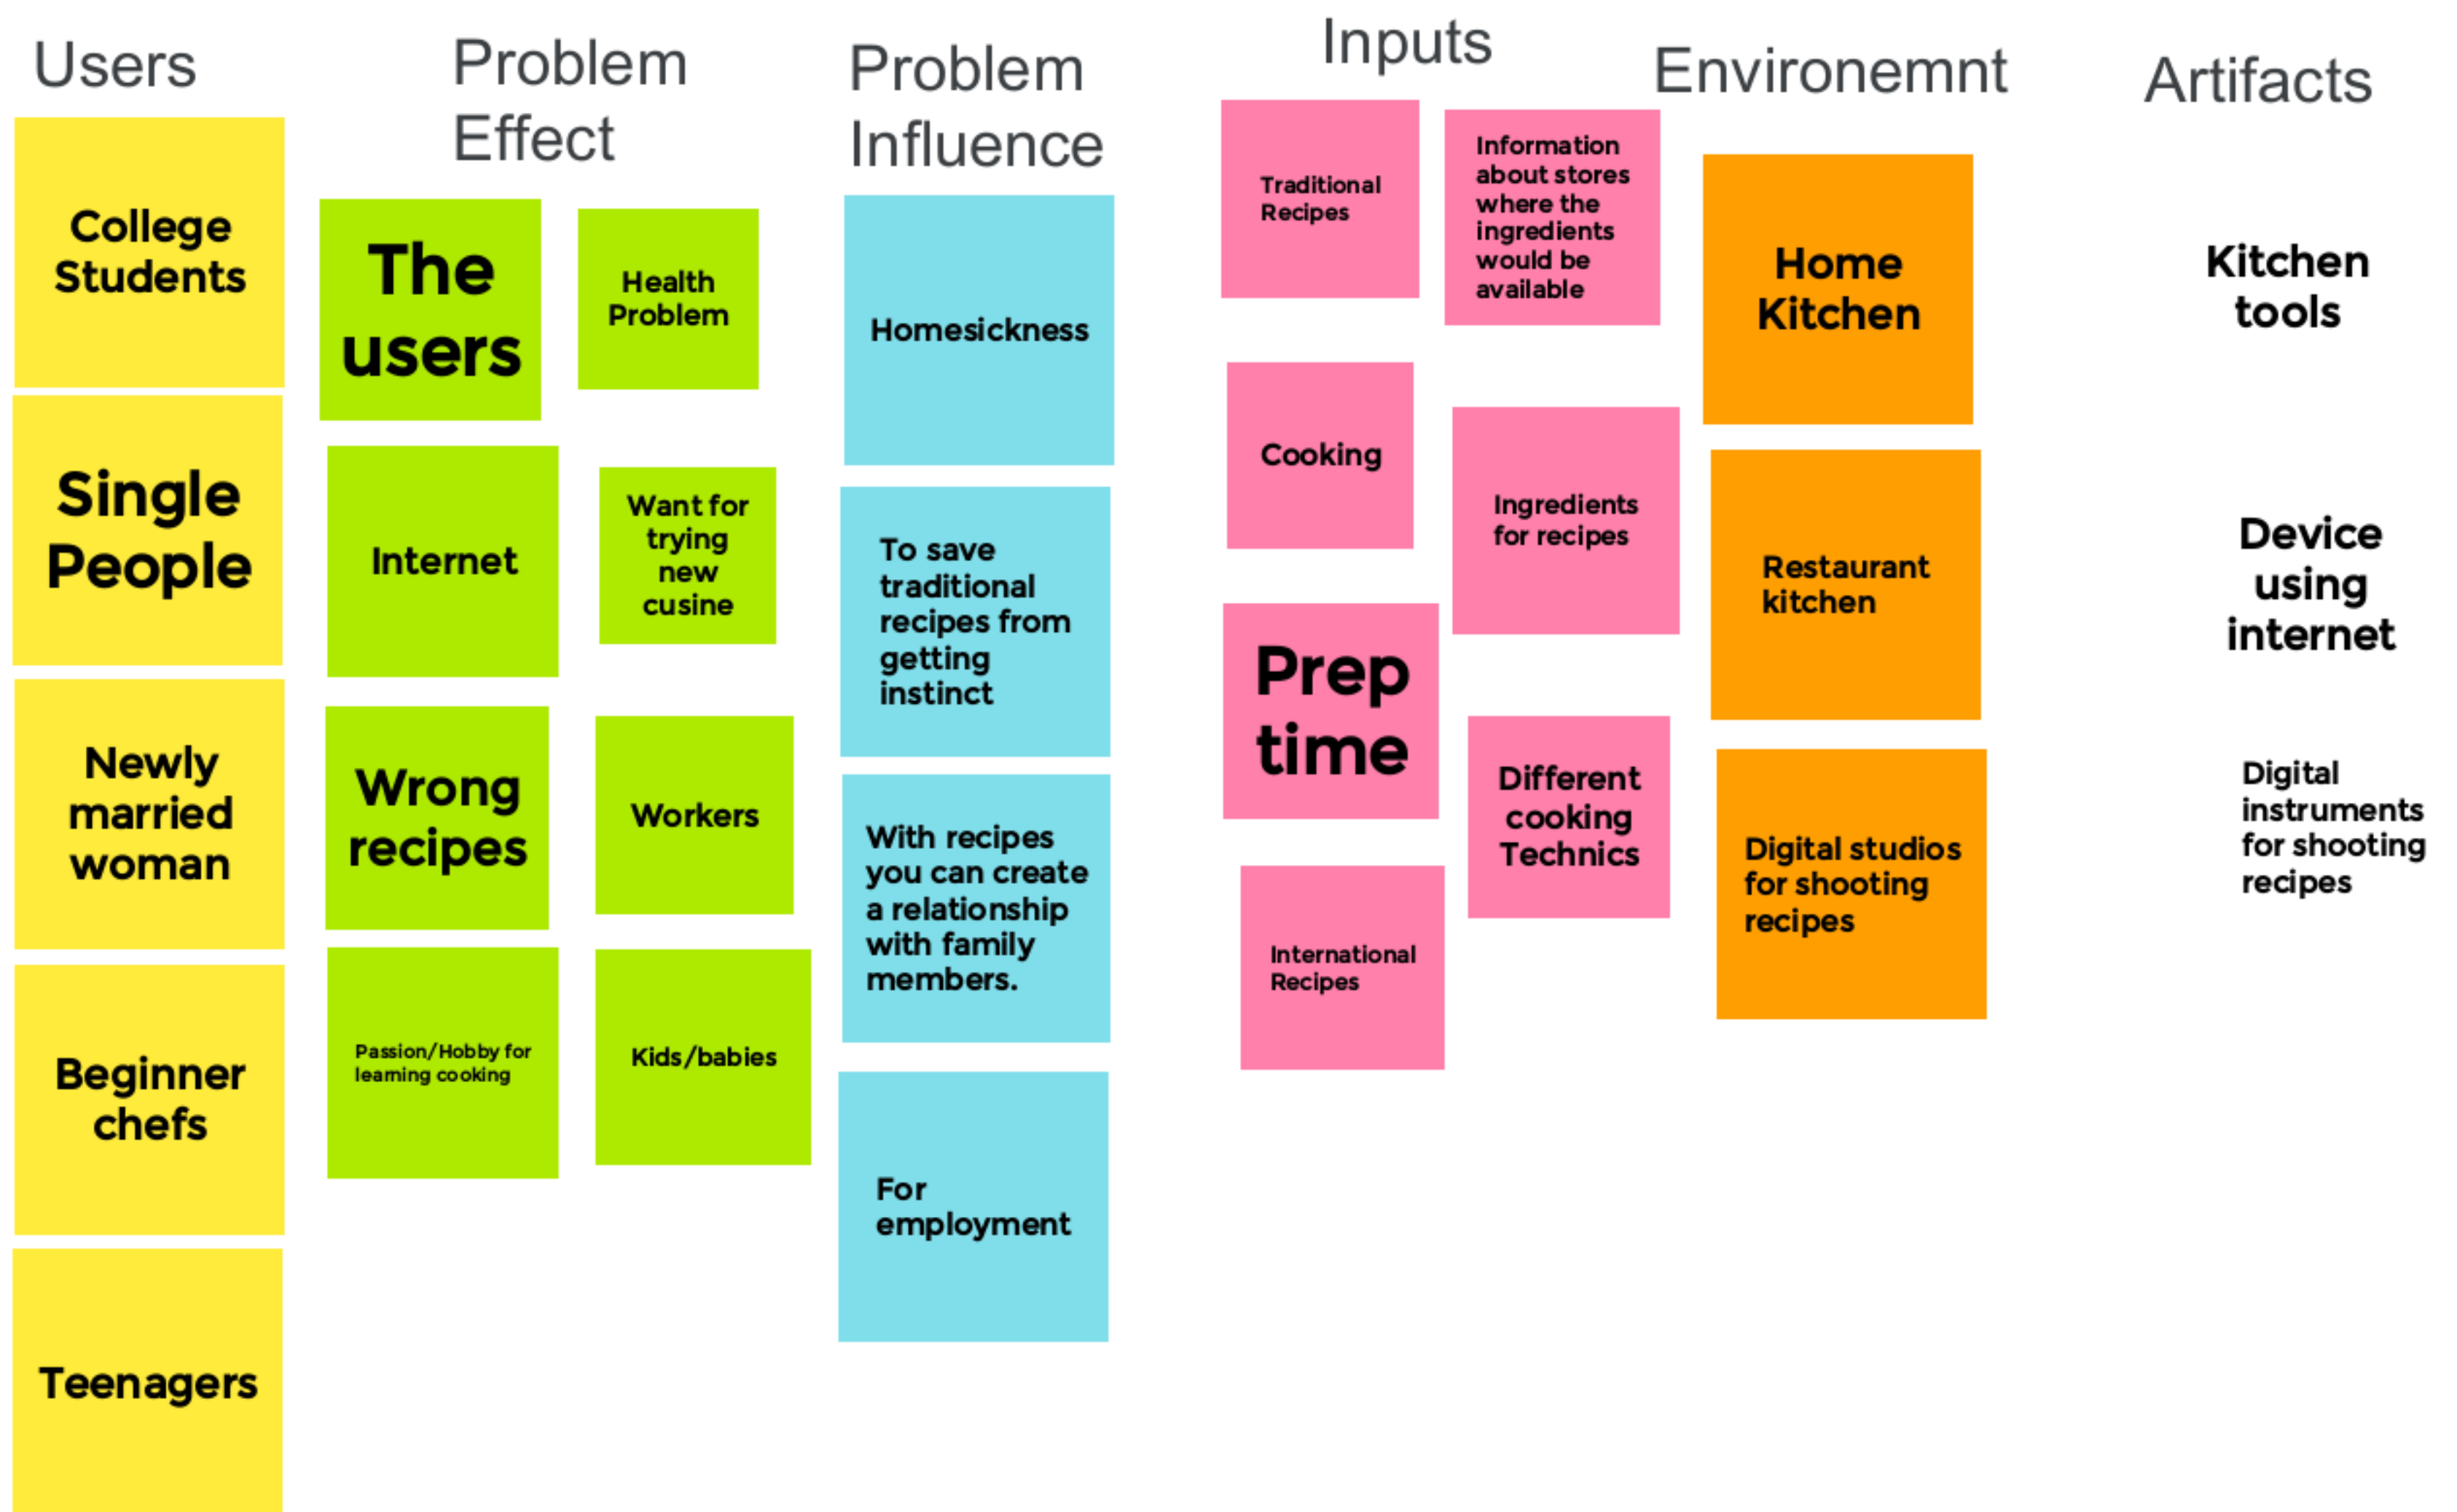 Users
College
Students
Single
People
Newly
married
woman
Beginner
chefs
Teenagers
Problem
Effect
The
users
Health
Problem
Internet
Want for
trying
new
cusine
Wrong
recipes
Workers
Passion/Hobby for
learning cooking
Kids/babies
Problem
Influence
Homesickness
To save
traditional
recipes from
getting
instinct
With recipes
you can create
a relationship
with family
members.
For
employment
Inputs
Traditional
Recipes
Information
about stores
where the
ingredients
would be
available
Cooking
Ingredients
for recipes
Prep
time
Different
cooking
Technics
International
Recipes
Environemnt
Home
Kitchen
Restaurant
kitchen
Digital studios
for shooting
recipes
Artifacts
Kitchen
tools
Device
using
internet
Digital
instruments
for shooting
recipes